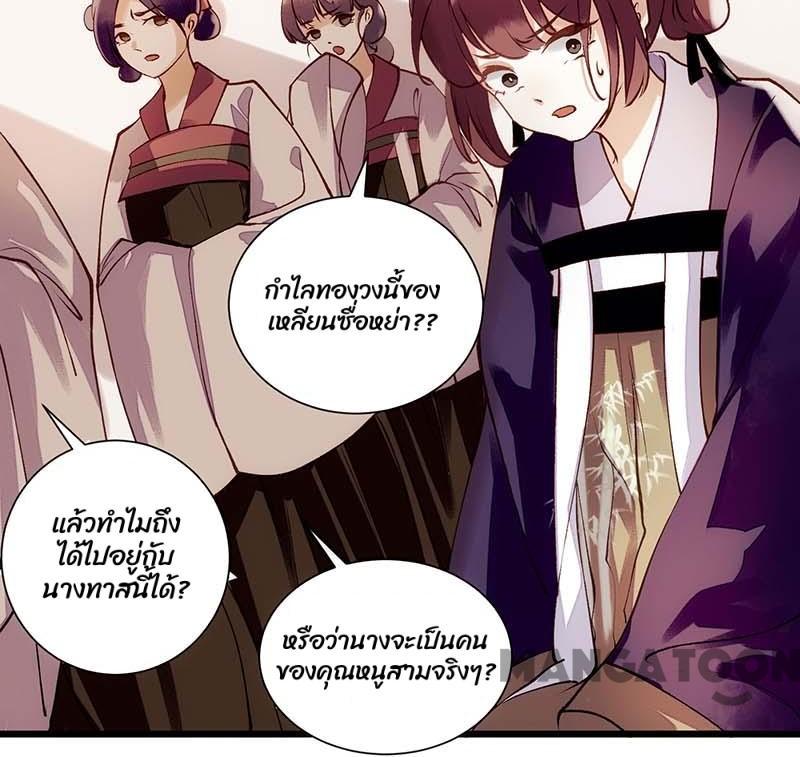 กำไลทองวงนี้ของ
เหลียนซื่อหย่า??
แล้วทำไมถึง
ได้ไปอยู่กับ
นางทาสนี้ได้?
หรือว่านางจะเป็นคน
ของคุณหนูสามจริงๆ?
MANGATOON